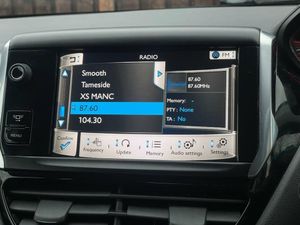 RADIO
FM
Smooth
Tameside
XS MANC
87.60
104.30
87.60
87.60MHz
Memory: -
PTY: None
TA: No
MENU
Confirm
Frequency
Update
Memory
Audio settings
Settings